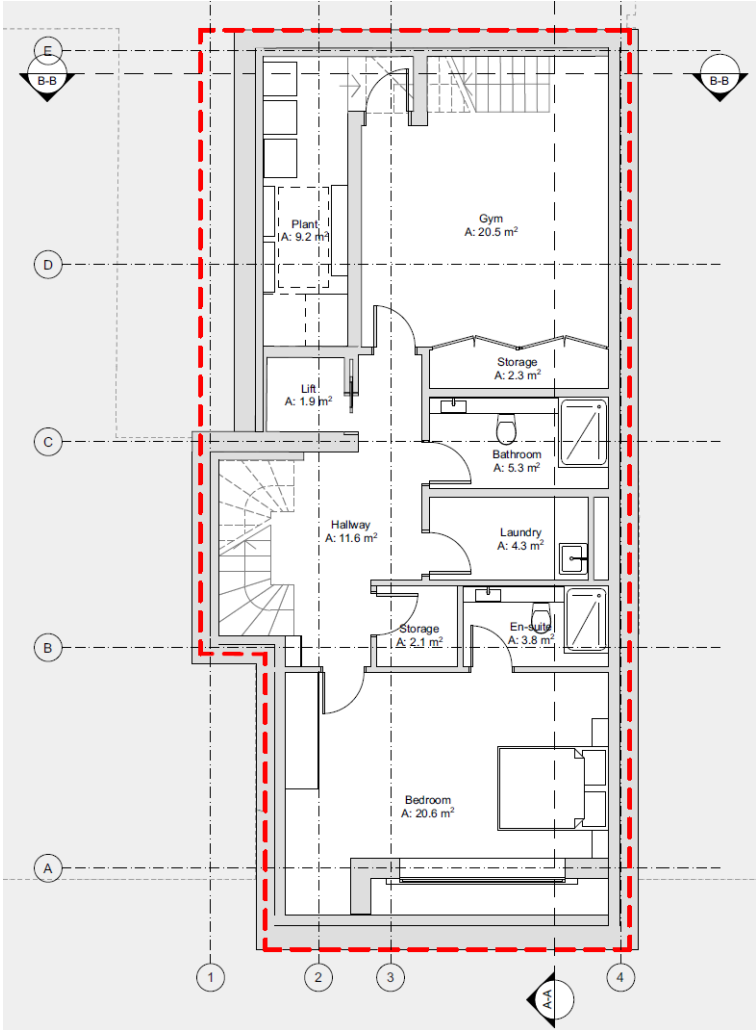 E
B-B
B-B
Plant
A: 9.2 m²
Gym
A: 20.5 m²
D
Storage
A: 2.3 m²
Lift
A: 1.9 m²
C
Bathroom
A: 5.3 m²
Hallway
A: 11.6 m²
Laundry
A: 4.3 m²
Storage
A: 2.1 m²
En-suite
A: 3.8 m²
B
Bedroom
A: 20.6 m²
A
1
2
3
4
A-A